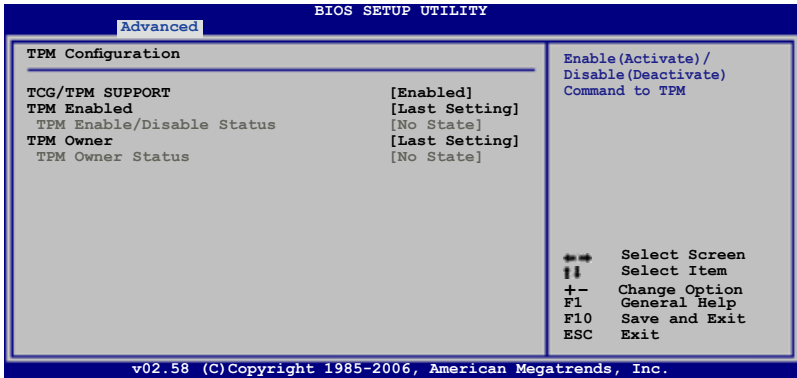 BIOS SETUP UTILITY
Advanced
TPM Configuration
TCG/TPM SUPPORT [Enabled]
TPM Enabled [Last Setting]
TPM Enable/Disable Status [No State]
TPM Owner [Last Setting]
TPM Owner Status [No State]
Enable(Activate)/
Disable(Deactivate)
Command to TPM
←→ Select Screen
↑↓ Select Item
+- Change Option
F1 General Help
F10 Save and Exit
ESC Exit
v02.58 (C)Copyright 1985-2006, American Megatrends, Inc.